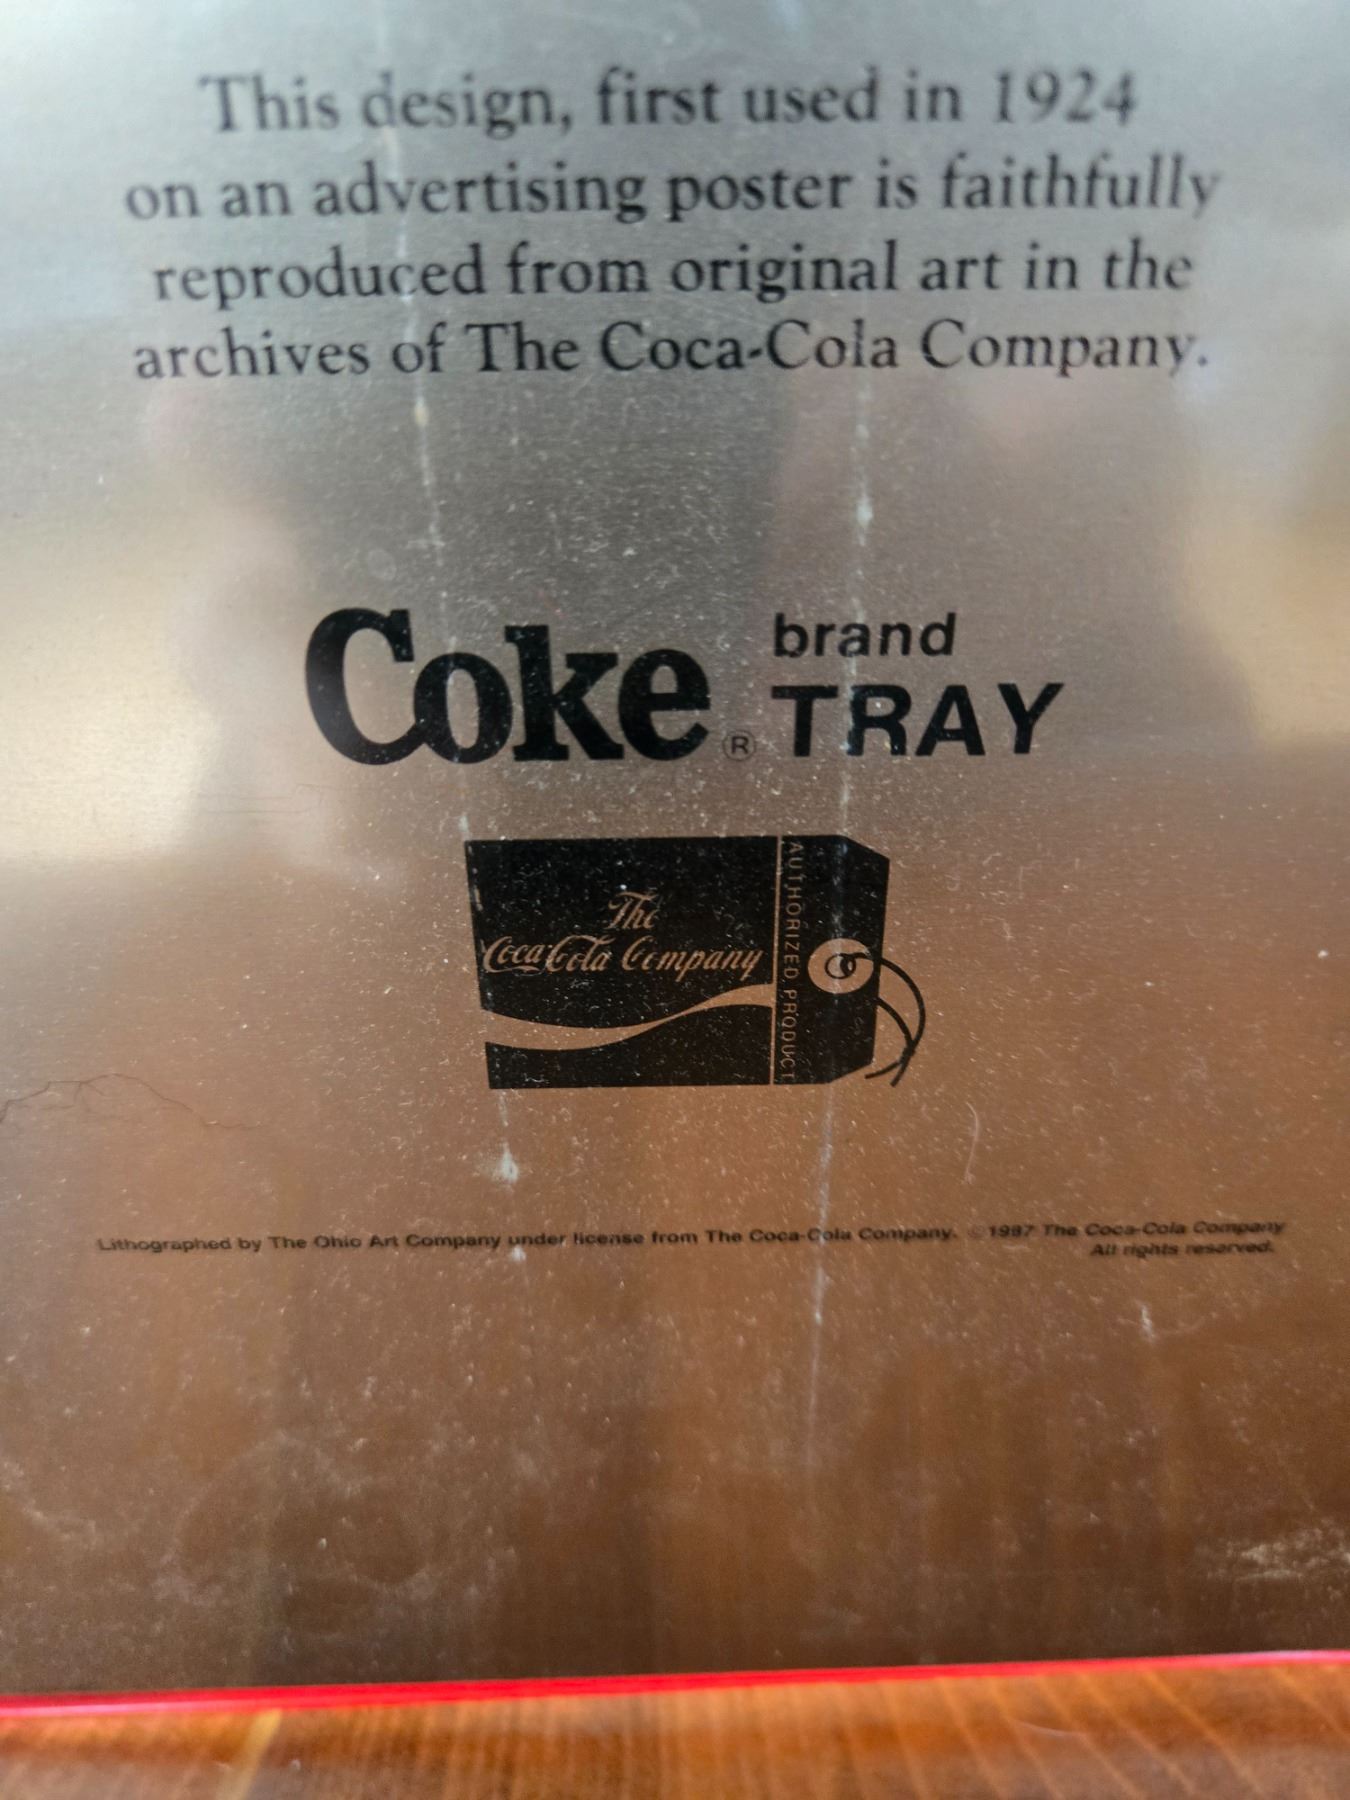 This design, first used in 1924
on an advertising poster is faithfully
reproduced from original art in the
archives of The Coca-Cola Company.
Coke ® brand
TRAY
The
Coca-Cola Company
AUTHORIZED PRODUCT
Lithographed by The Ohio Art Company under license from The Coca-Cola Company. ©1987 The Coca-Cola Company
All rights reserved.